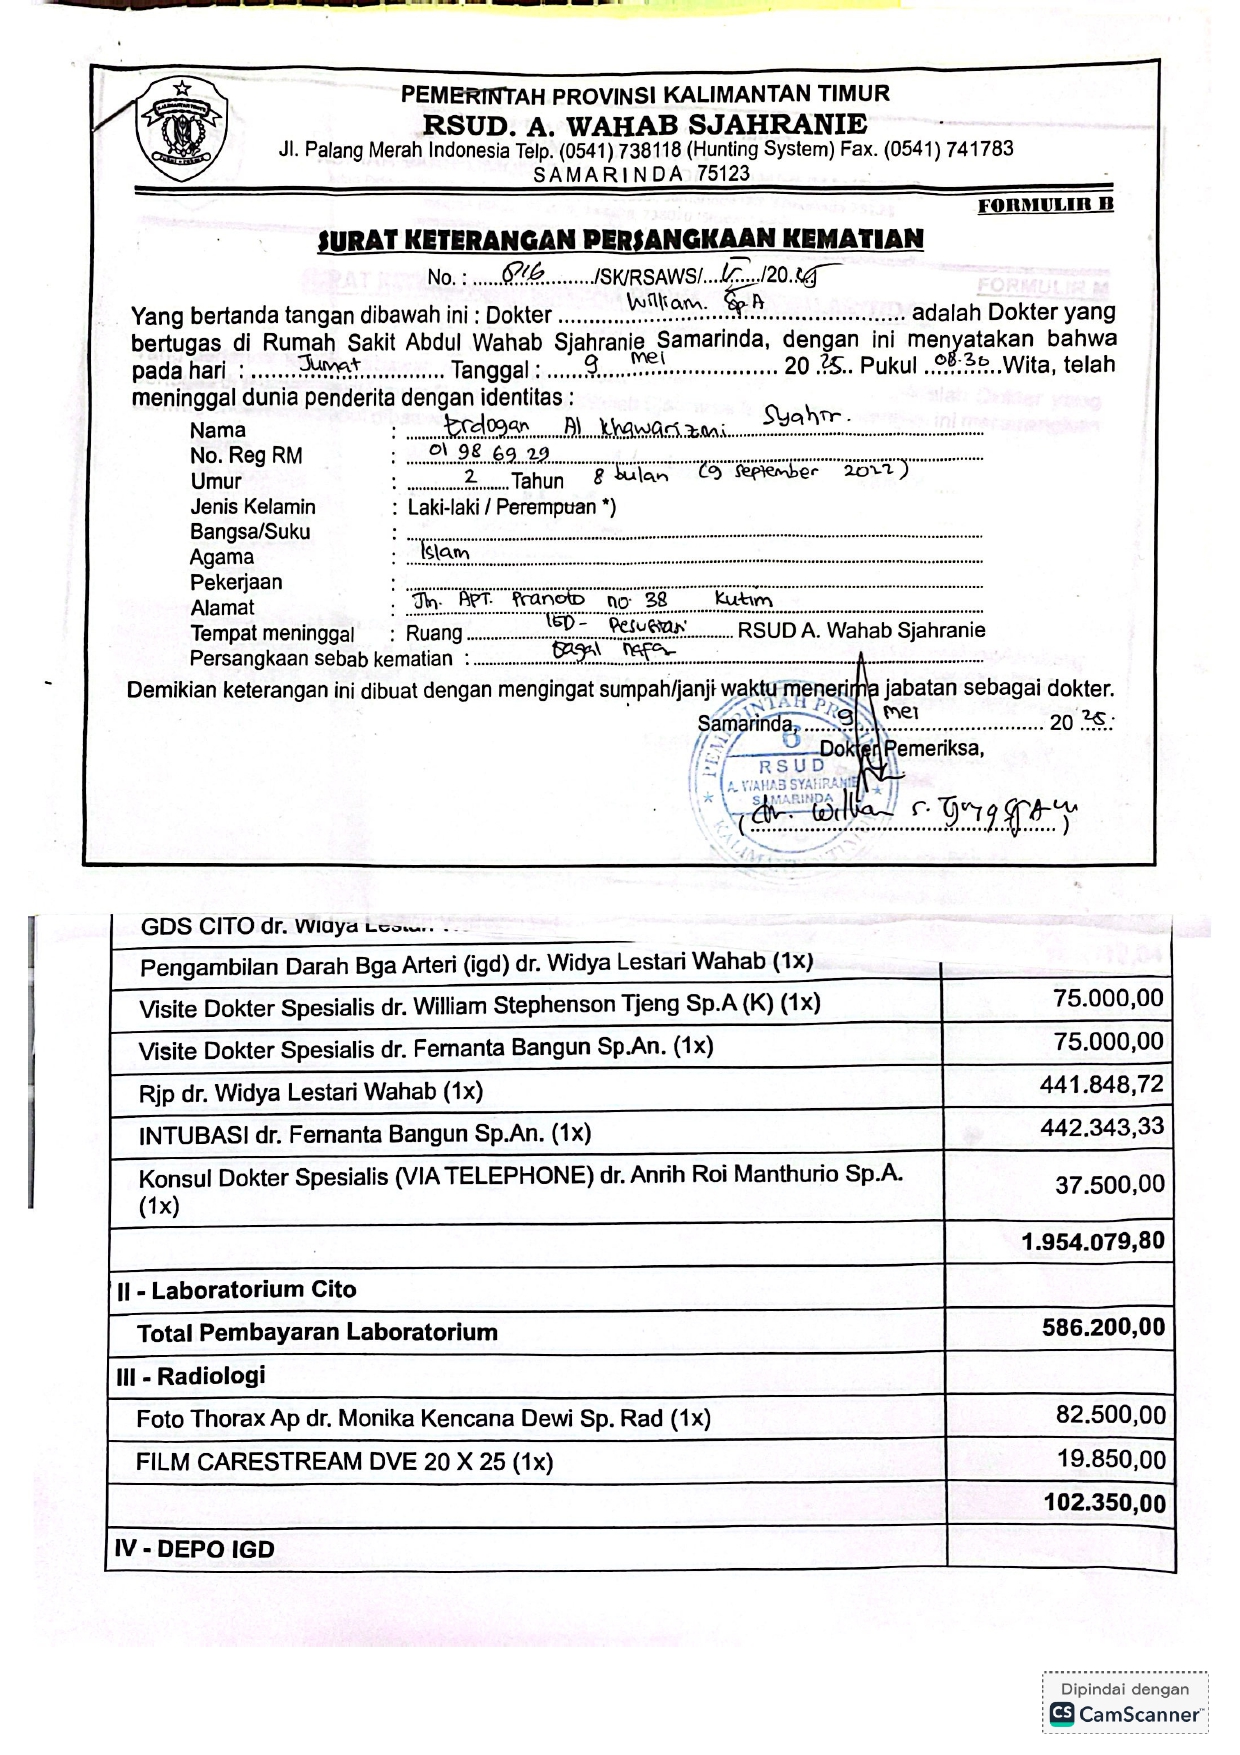 PEMERINTAH PROVINSI KALIMANTAN TIMUR
RSUD. A. WAHAB SJAHRANIE
Jl. Palang Merah Indonesia Telp. (0541) 738118 (Hunting System) Fax. (0541) 741783
SAMARINDA 75123
FORMULIR B
SURAT KETERANGAN PERSANGKAAN KEMATIAN
No. : 816 /SK/RSAWS/ V /2025
Yang bertanda tangan dibawah ini : Dokter William. Sp.A adalah Dokter yang
bertugas di Rumah Sakit Abdul Wahab Sjahranie Samarinda, dengan ini menyatakan bahwa
pada hari : Jumat Tanggal : 9 mei 20 25 Pukul 08.30 Wita, telah
meninggal dunia penderita dengan identitas :
Nama : Erdogan Al Khawarizmi Syahr.
No. Reg RM : 01 98 69 29
Umur : 2 Tahun 8 bulan (9 September 2022)
Jenis Kelamin : Laki-laki / Perempuan *)
Bangsa/Suku :
Agama : Islam
Pekerjaan :
Alamat : Jln. APT. Pranoto no 38 Kutim
Tempat meninggal : Ruang IGD - Resusitasi RSUD A. Wahab Sjahranie
Persangkaan sebab kematian : Gagal nafas
Demikian keterangan ini dibuat dengan mengingat sumpah/janji waktu menerima jabatan sebagai dokter.
Samarinda, 9 mei 20 25
Dokter Pemeriksa,
PEMERINTAH
6
RSUD
A. WAHAB SYAHRANIE
SAMARINDA
KALIMANTAN TIMUR
(dr. William S. )
GDS CITO dr. Widya Lestari
Pengambilan Darah Bga Arteri (igd) dr. Widya Lestari Wahab (1x)
Visite Dokter Spesialis dr. William Stephenson Tjeng Sp.A (K) (1x) 75.000,00
Visite Dokter Spesialis dr. Fernanta Bangun Sp.An. (1x) 75.000,00
Rjp dr. Widya Lestari Wahab (1x) 441.848,72
INTUBASI dr. Fernanta Bangun Sp.An. (1x) 442.343,33
Konsul Dokter Spesialis (VIA TELEPHONE) dr. Anrih Roi Manthurio Sp.A.
(1x) 37.500,00
1.954.079,80
II - Laboratorium Cito
Total Pembayaran Laboratorium 586.200,00
III - Radiologi
Foto Thorax Ap dr. Monika Kencana Dewi Sp. Rad (1x) 82.500,00
FILM CARESTREAM DVE 20 X 25 (1x) 19.850,00
102.350,00
IV - DEPO IGD
Dipindai dengan
CS CamScanner